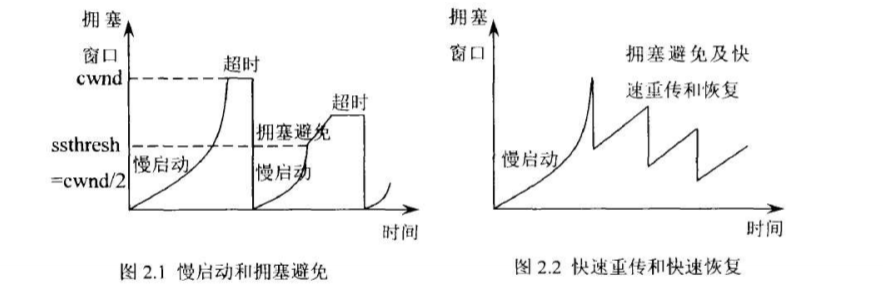 拥塞
窗口
cwnd
超时
超时
拥塞避免
ssthresh
慢启动
慢启动
=cwnd/2
时间
图 2.1 慢启动和拥塞避免
拥塞
窗口
拥塞避免及快
速重传和恢复
慢启动
时间
图 2.2 快速重传和快速恢复